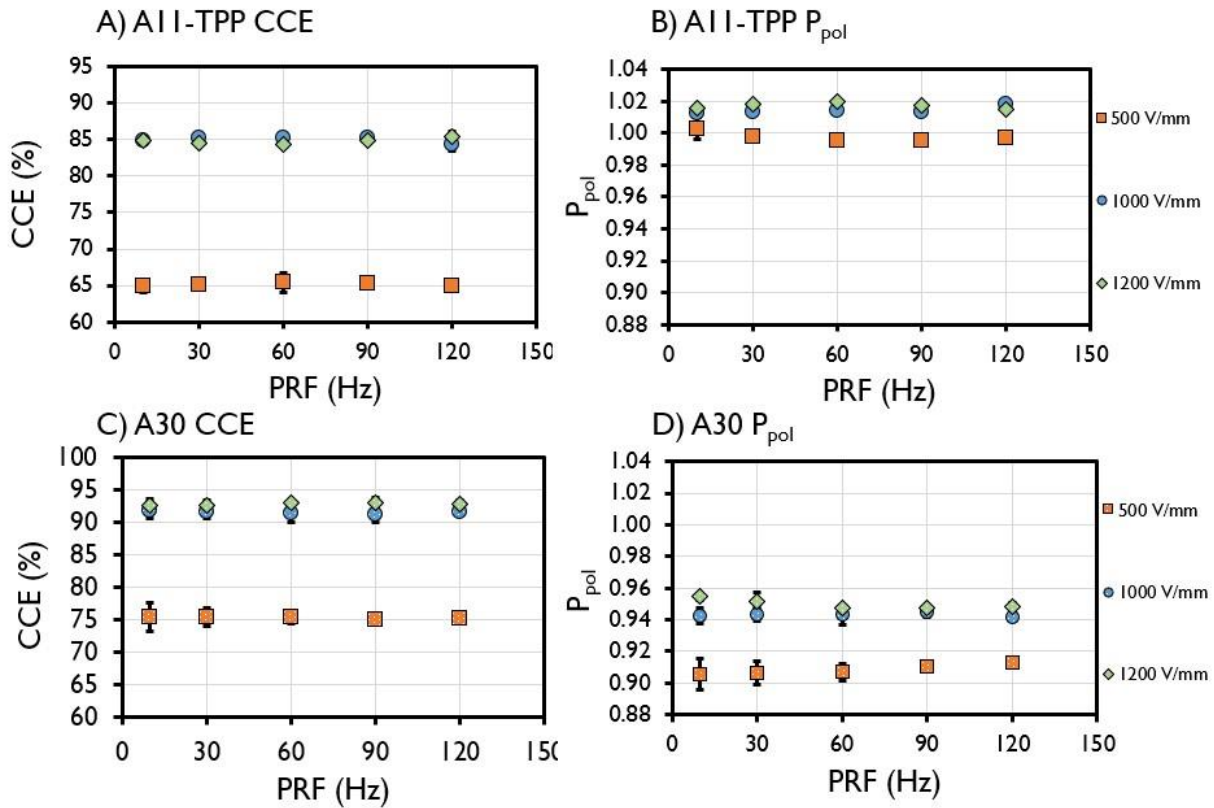 A) A11-TPP CCE
95
90
85
80
75
70
65
60
CCE (%)
0 30 60 90 120 150
PRF (Hz)
B) A11-TPP Ppol
1.04
1.02
1.00
0.98
0.96
0.94
0.92
0.90
0.88
Ppol
0 30 60 90 120 150
PRF (Hz)
500 V/mm
1000 V/mm
1200 V/mm
C) A30 CCE
100
95
90
85
80
75
70
65
60
CCE (%)
0 30 60 90 120 150
PRF (Hz)
D) A30 Ppol
1.04
1.02
1.00
0.98
0.96
0.94
0.92
0.90
0.88
Ppol
0 30 60 90 120 150
PRF (Hz)
500 V/mm
1000 V/mm
1200 V/mm